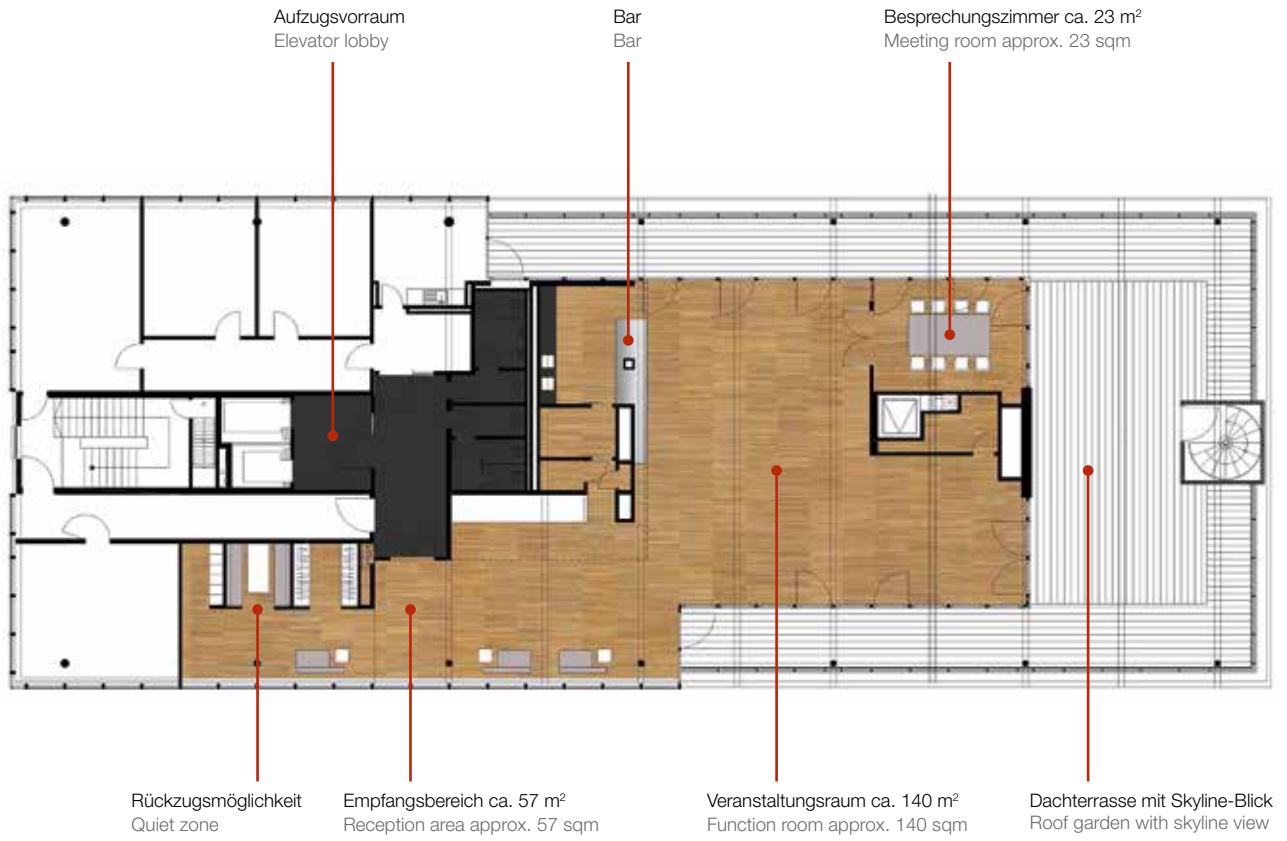 Aufzugsvorraum
Elevator lobby
Bar
Bar
Besprechungszimmer ca. 23 m²
Meeting room approx. 23 sqm
Rückzugsmöglichkeit
Quiet zone
Empfangsbereich ca. 57 m²
Reception area approx. 57 sqm
Veranstaltungsraum ca. 140 m²
Function room approx. 140 sqm
Dachterrasse mit Skyline-Blick
Roof garden with skyline view